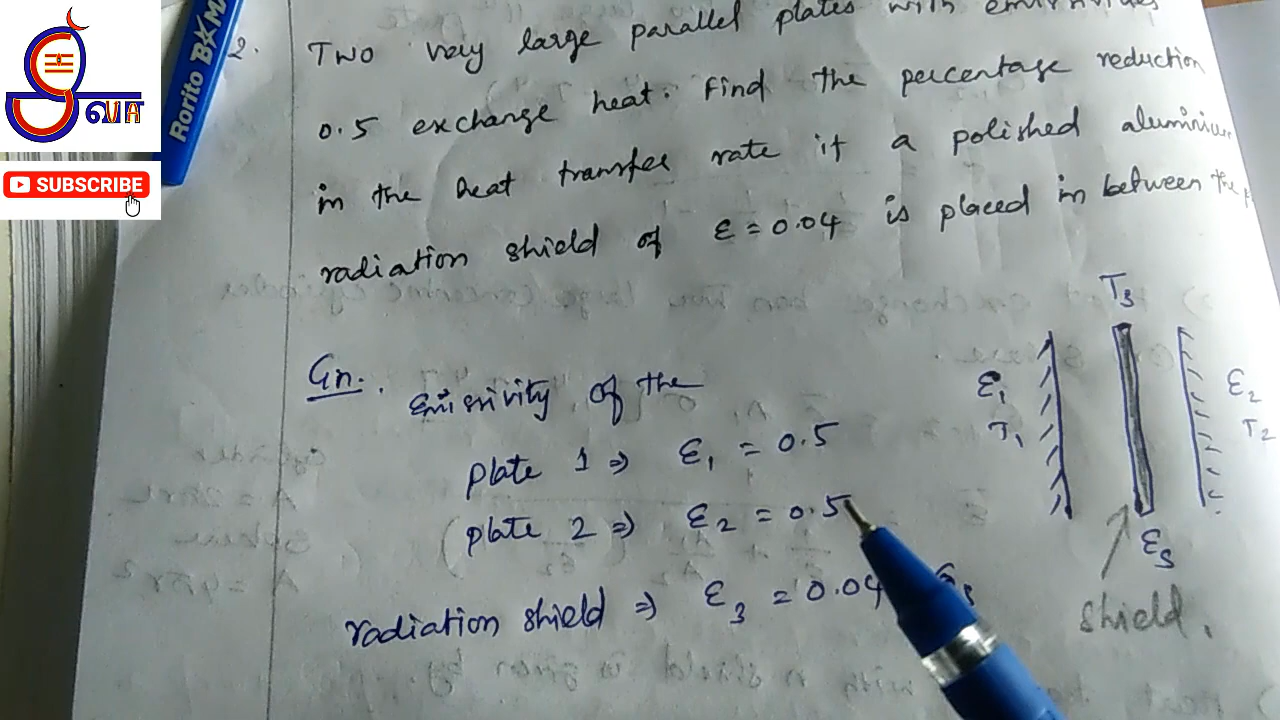 சிவா
SUBSCRIBE
Rorito
2. Two very large parallel plates with emissivities
0.5 exchange heat. Find the percentage reduction
in the heat transfer rate if a polished aluminium
radiation shield of ε = 0.04 is placed in between the
Gn. Emissivity of the
plate 1 ⇒ ε1 = 0.5
plate 2 ⇒ ε2 = 0.5
radiation shield ⇒ ε3 = 0.04
T3
ε1
T1
ε2
T2
εs
shield.